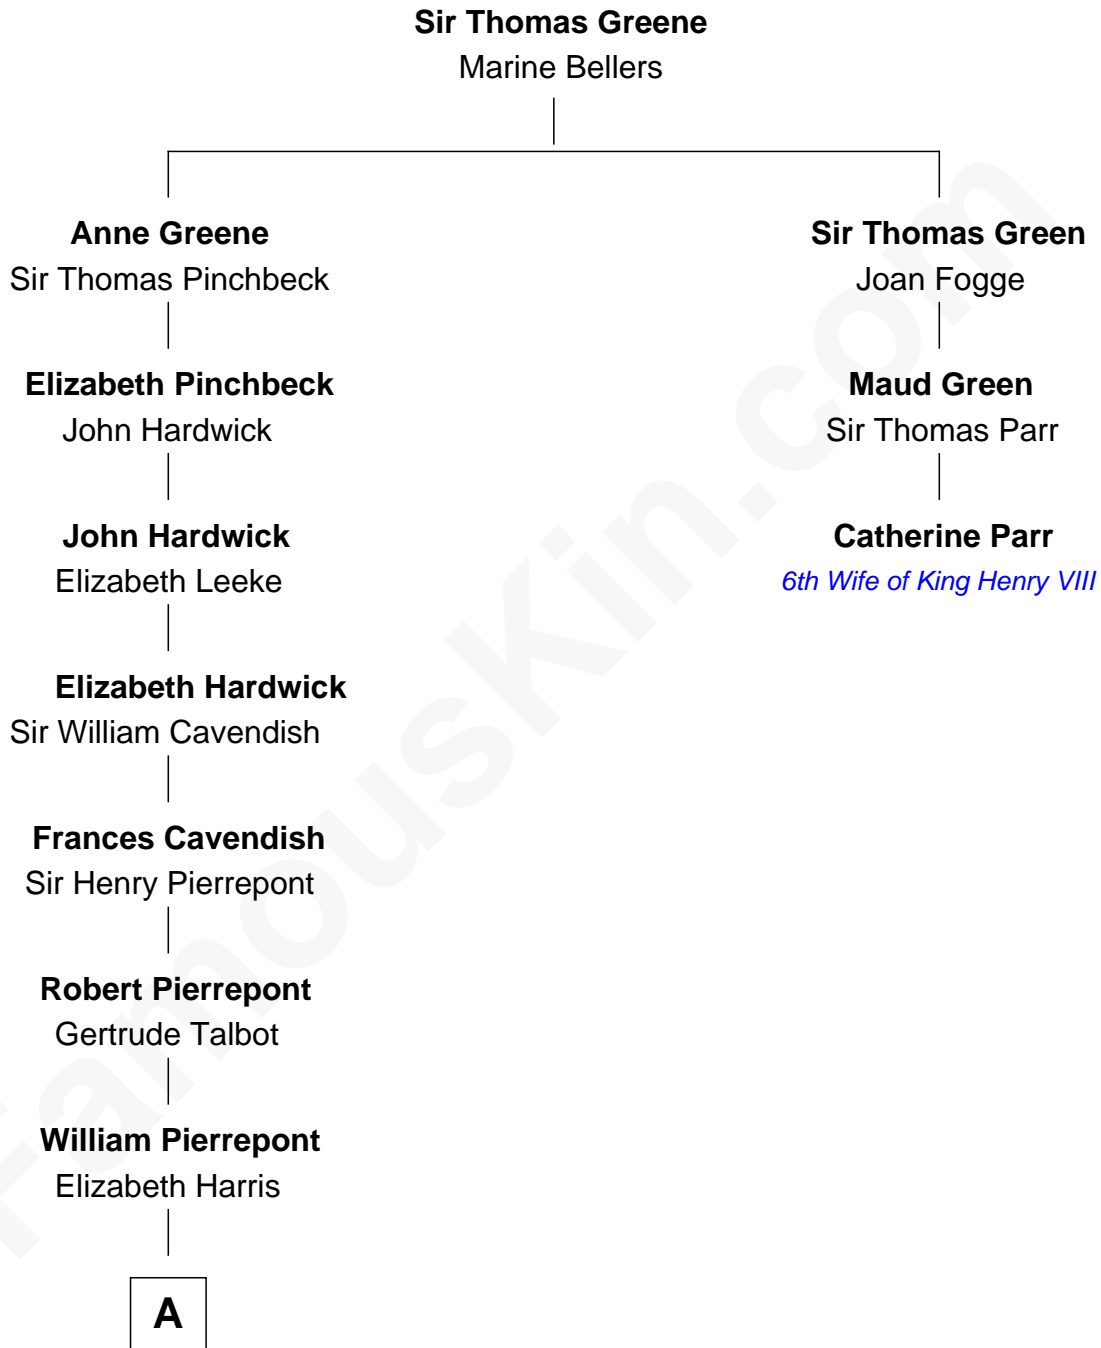 Sir Thomas Greene
Marine Bellers
Anne Greene
Sir Thomas Pinchbeck
Sir Thomas Green
Joan Fogge
Elizabeth Pinchbeck
John Hardwick
Maud Green
Sir Thomas Parr
John Hardwick
Elizabeth Leeke
Catherine Parr
6th Wife of King Henry VIII
Elizabeth Hardwick
Sir William Cavendish
Frances Cavendish
Sir Henry Pierrepont
Robert Pierrepont
Gertrude Talbot
William Pierrepont
Elizabeth Harris
A
FamousKin.com